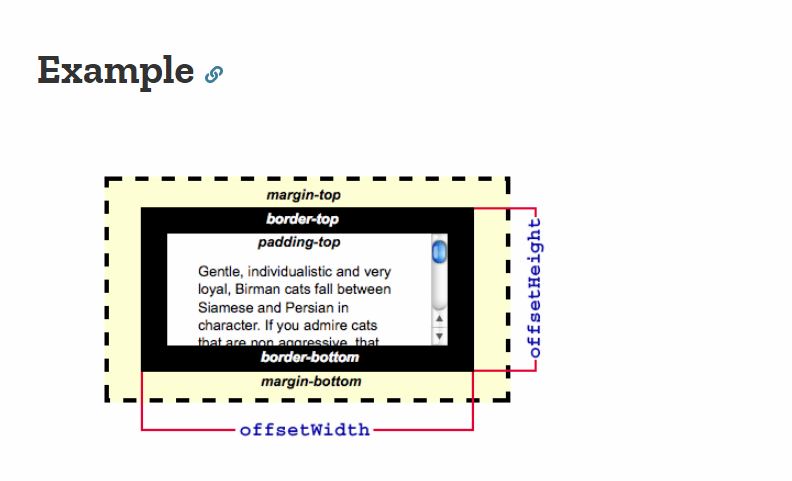 Example
margin-top
border-top
padding-top
Gentle, individualistic and very
loyal, Birman cats fall between
Siamese and Persian in
character. If you admire cats
that are non aggressive, that
border-bottom
margin-bottom
offsetWidth
offsetHeight